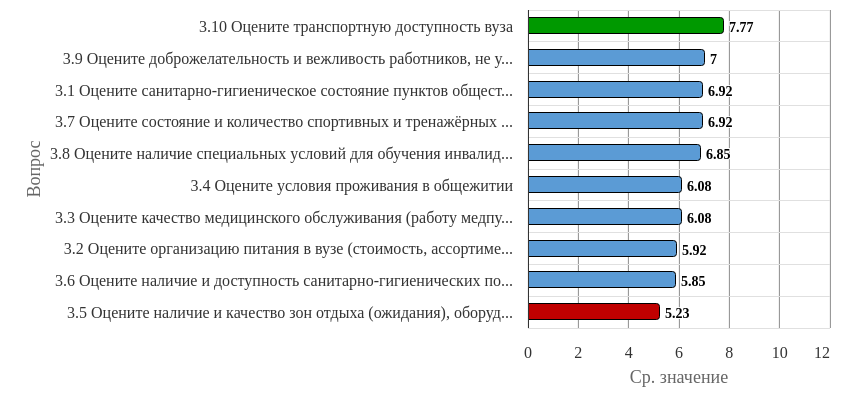 3.10 Оцените транспортную доступность вуза 7.77
3.9 Оцените доброжелательность и вежливость работников, не у... 7
3.1 Оцените санитарно-гигиеническое состояние пунктов общест... 6.92
3.7 Оцените состояние и количество спортивных и тренажёрных ... 6.92
3.8 Оцените наличие специальных условий для обучения инвалид... 6.85
3.4 Оцените условия проживания в общежитии 6.08
3.3 Оцените качество медицинского обслуживания (работу медпу... 6.08
3.2 Оцените организацию питания в вузе (стоимость, ассортиме... 5.92
3.6 Оцените наличие и доступность санитарно-гигиенических по... 5.85
3.5 Оцените наличие и качество зон отдыха (ожидания), оборуд... 5.23
Вопрос
0 2 4 6 8 10 12
Ср. значение